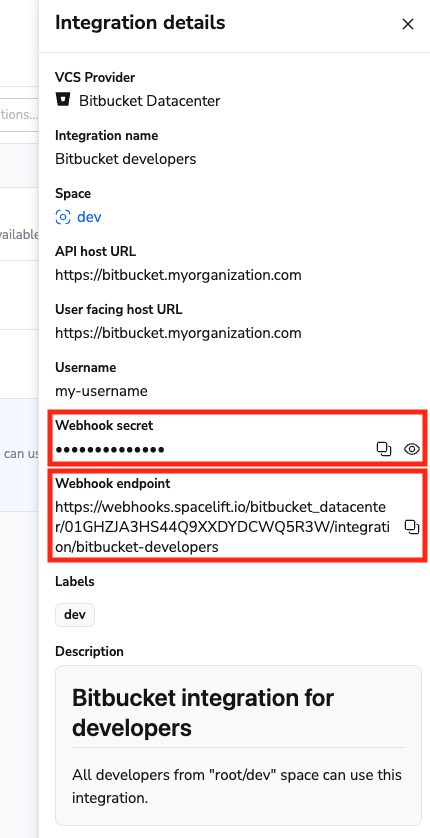 Integration details
VCS Provider
Bitbucket Datacenter
tions...
Integration name
Bitbucket developers
Space
dev
vailable
API host URL
https://bitbucket.myorganization.com
User facing host URL
https://bitbucket.myorganization.com
Username
my-username
Webhook secret
••••••••••••••
can us
Webhook endpoint
https://webhooks.spacelift.io/bitbucket_datacente
r/01GHZJA3HS44Q9XXDYDCWQ5R3W/integrati
on/bitbucket-developers
Labels
dev
Description
Bitbucket integration for
developers
All developers from "root/dev" space can use this
integration.